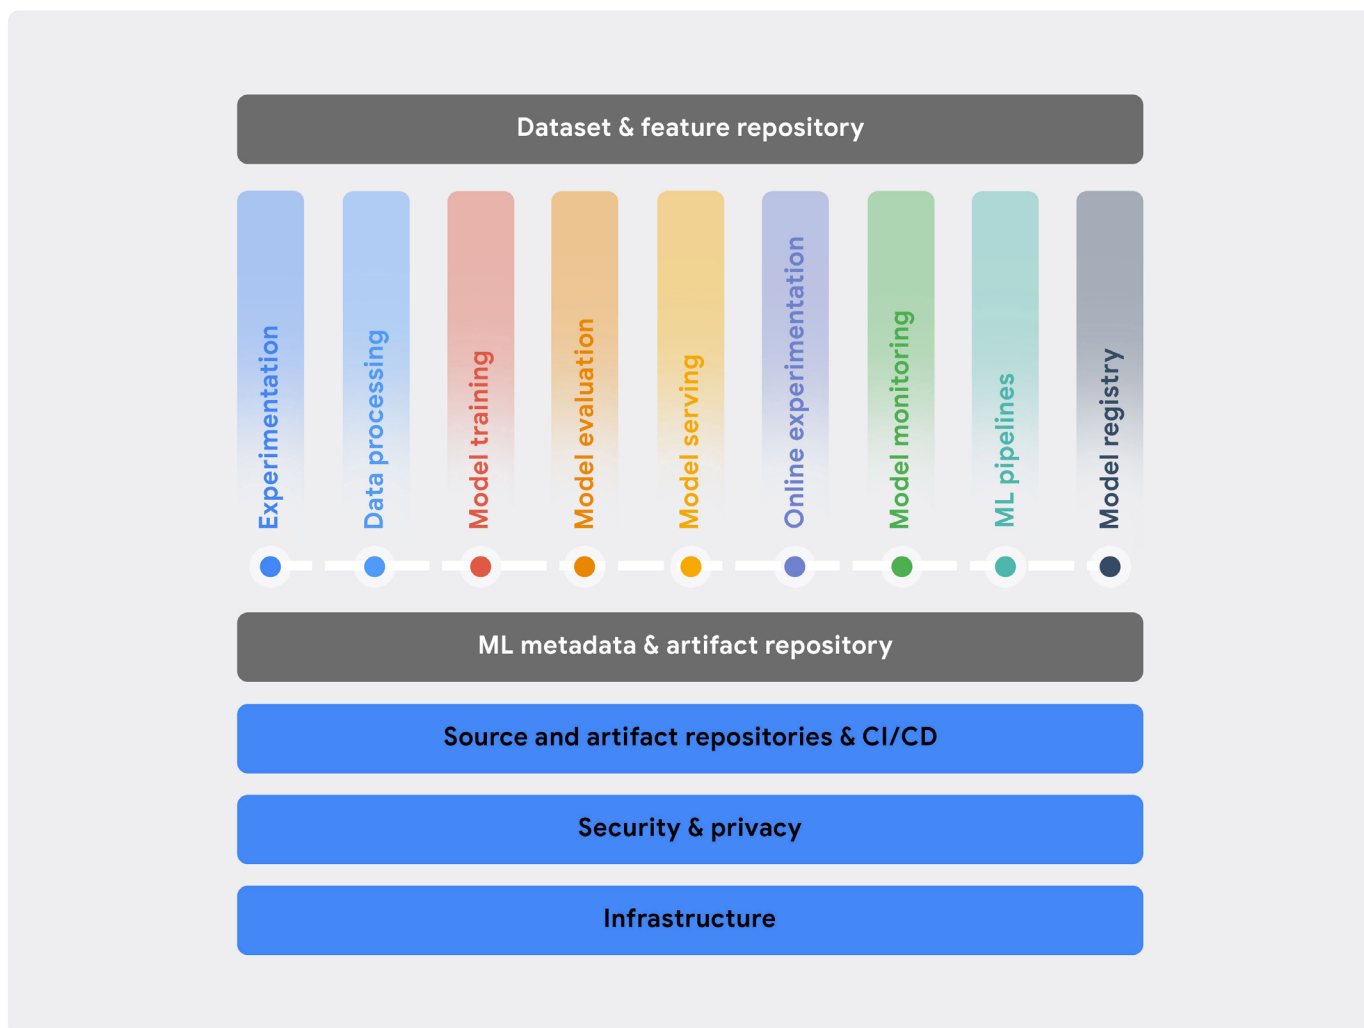 Dataset & feature repository
Experimentation
Data processing
Model training
Model evaluation
Model serving
Online experimentation
Model monitoring
ML pipelines
Model registry
ML metadata & artifact repository
Source and artifact repositories & CI/CD
Security & privacy
Infrastructure